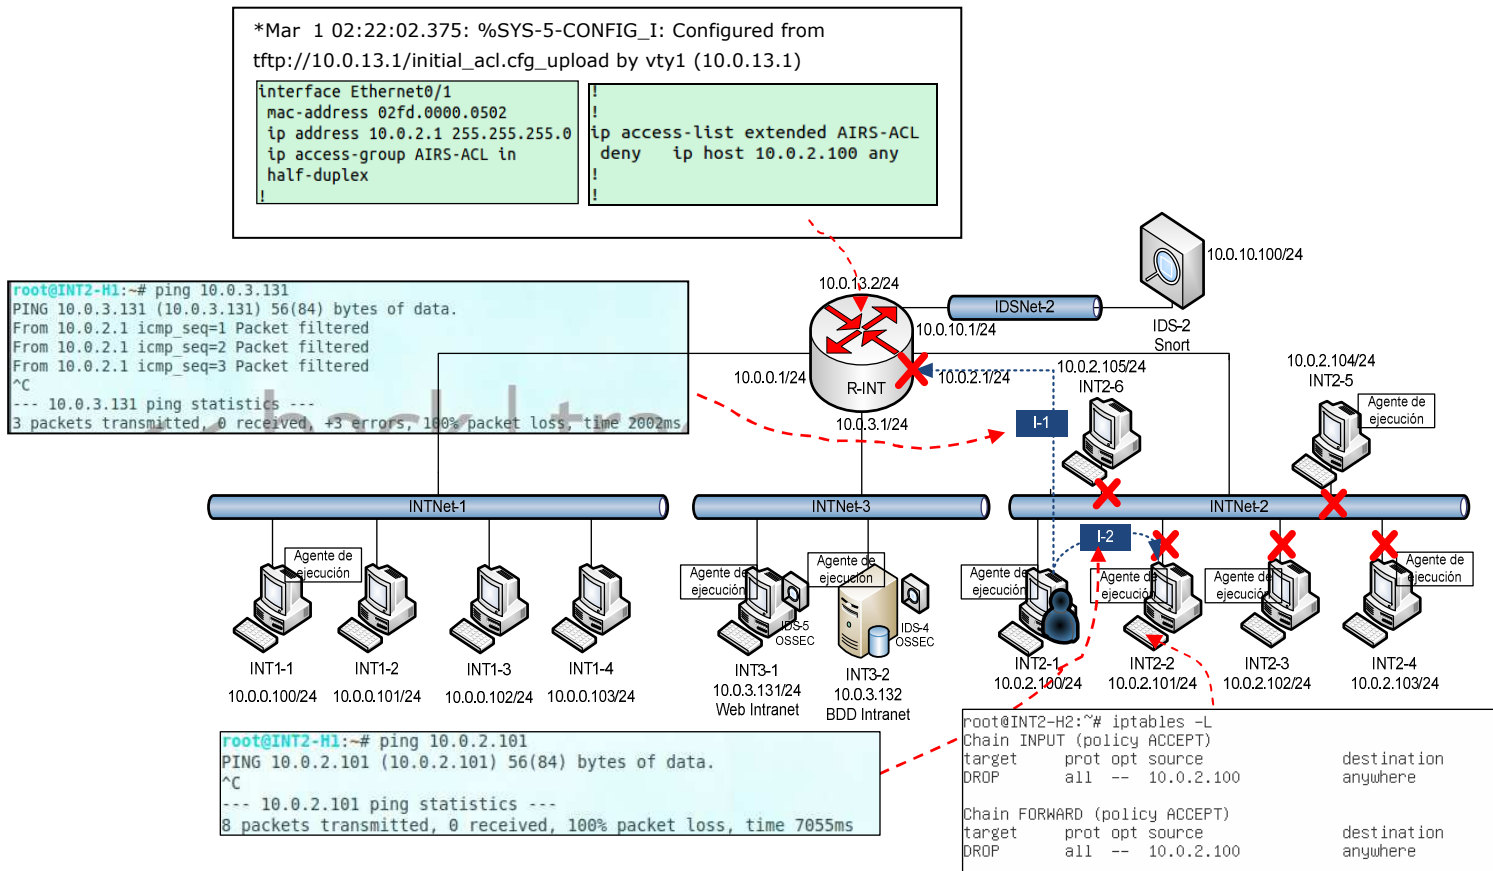 *Mar  1 02:22:02.375: %SYS-5-CONFIG_I: Configured from
tftp://10.0.13.1/initial_acl.cfg_upload by vty1 (10.0.13.1)
interface Ethernet0/1
mac-address 02fd.0000.0502
ip address 10.0.2.1 255.255.255.0
ip access-group AIRS-ACL in
half-duplex
!
!
!
ip access-list extended AIRS-ACL
deny   ip host 10.0.2.100 any
!
!
root@INT2-H1:~# ping 10.0.3.131
PING 10.0.3.131 (10.0.3.131) 56(84) bytes of data.
From 10.0.2.1 icmp_seq=1 Packet filtered
From 10.0.2.1 icmp_seq=2 Packet filtered
From 10.0.2.1 icmp_seq=3 Packet filtered
^C
--- 10.0.3.131 ping statistics ---
3 packets transmitted, 0 received, +3 errors, 100% packet loss, time 2002ms
10.0.13.2/24
IDSNet-2
10.0.10.100/24
IDS-2
Snort
10.0.10.1/24
10.0.0.1/24
R-INT
10.0.2.1/24
10.0.3.1/24
10.0.2.105/24
INT2-6
10.0.2.104/24
INT2-5
Agente de
ejecución
I-1
INTNet-1
INTNet-3
INTNet-2
I-2
Agente de
ejecución
Agente de
ejecución
Agente de
ejecución
Agente de
ejecución
Agente de
ejecución
Agente de
ejecución
Agente de
ejecución
IDS-5
OSSEC
IDS-4
OSSEC
INT1-1
10.0.0.100/24
INT1-2
10.0.0.101/24
INT1-3
10.0.0.102/24
INT1-4
10.0.0.103/24
INT3-1
10.0.3.131/24
Web Intranet
INT3-2
10.0.3.132
BDD Intranet
INT2-1
10.0.2.100/24
INT2-2
10.0.2.101/24
INT2-3
10.0.2.102/24
INT2-4
10.0.2.103/24
root@INT2-H1:~# ping 10.0.2.101
PING 10.0.2.101 (10.0.2.101) 56(84) bytes of data.
^C
--- 10.0.2.101 ping statistics ---
8 packets transmitted, 0 received, 100% packet loss, time 7055ms
root@INT2-H2:~# iptables -L
Chain INPUT (policy ACCEPT)
target     prot opt source               destination
DROP       all  --  10.0.2.100           anywhere
Chain FORWARD (policy ACCEPT)
target     prot opt source               destination
DROP       all  --  10.0.2.100           anywhere